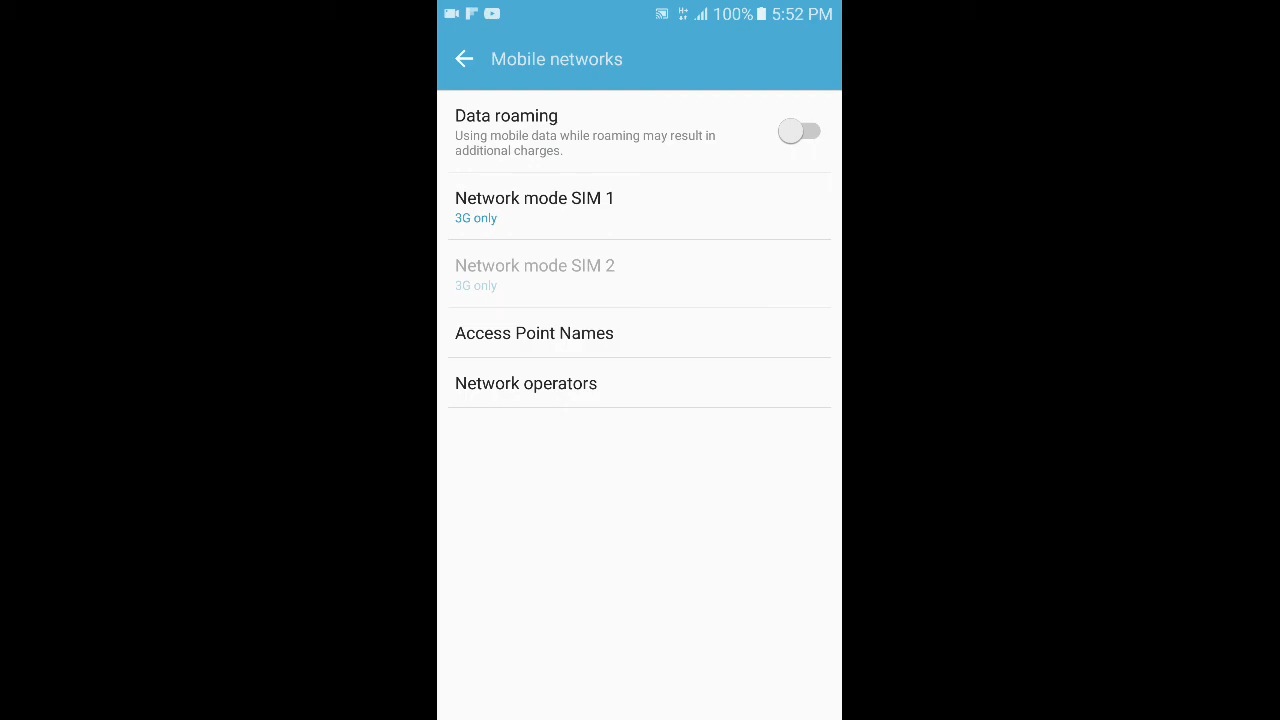 H+ 100% 5:52 PM
Mobile networks
Data roaming
Using mobile data while roaming may result in
additional charges.
Network mode SIM 1
3G only
Network mode SIM 2
3G only
Access Point Names
Network operators